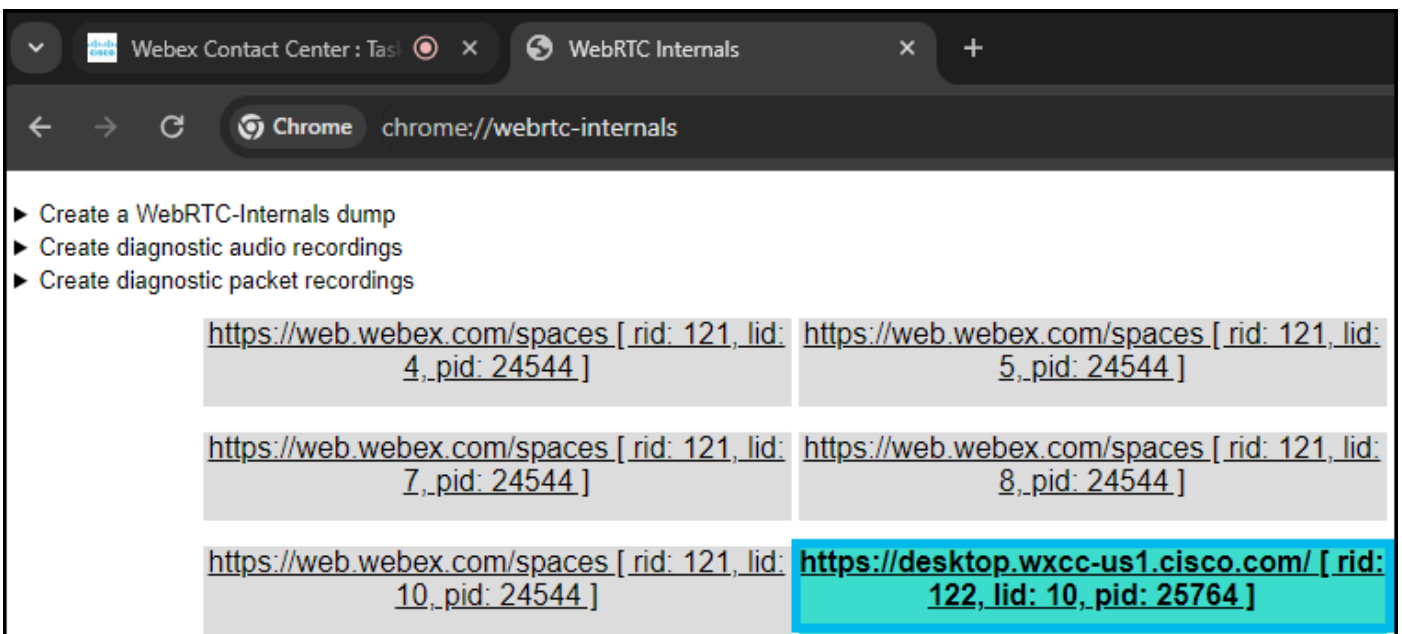 Webex Contact Center : Tas
WebRTC Internals
Chrome chrome://webrtc-internals
▶ Create a WebRTC-Internals dump
▶ Create diagnostic audio recordings
▶ Create diagnostic packet recordings
https://web.webex.com/spaces [ rid: 121, lid:
4, pid: 24544 ]
https://web.webex.com/spaces [ rid: 121, lid:
5, pid: 24544 ]
https://web.webex.com/spaces [ rid: 121, lid:
7, pid: 24544 ]
https://web.webex.com/spaces [ rid: 121, lid:
8, pid: 24544 ]
https://web.webex.com/spaces [ rid: 121, lid:
10, pid: 24544 ]
https://desktop.wxcc-us1.cisco.com/ [ rid:
122, lid: 10, pid: 25764 ]